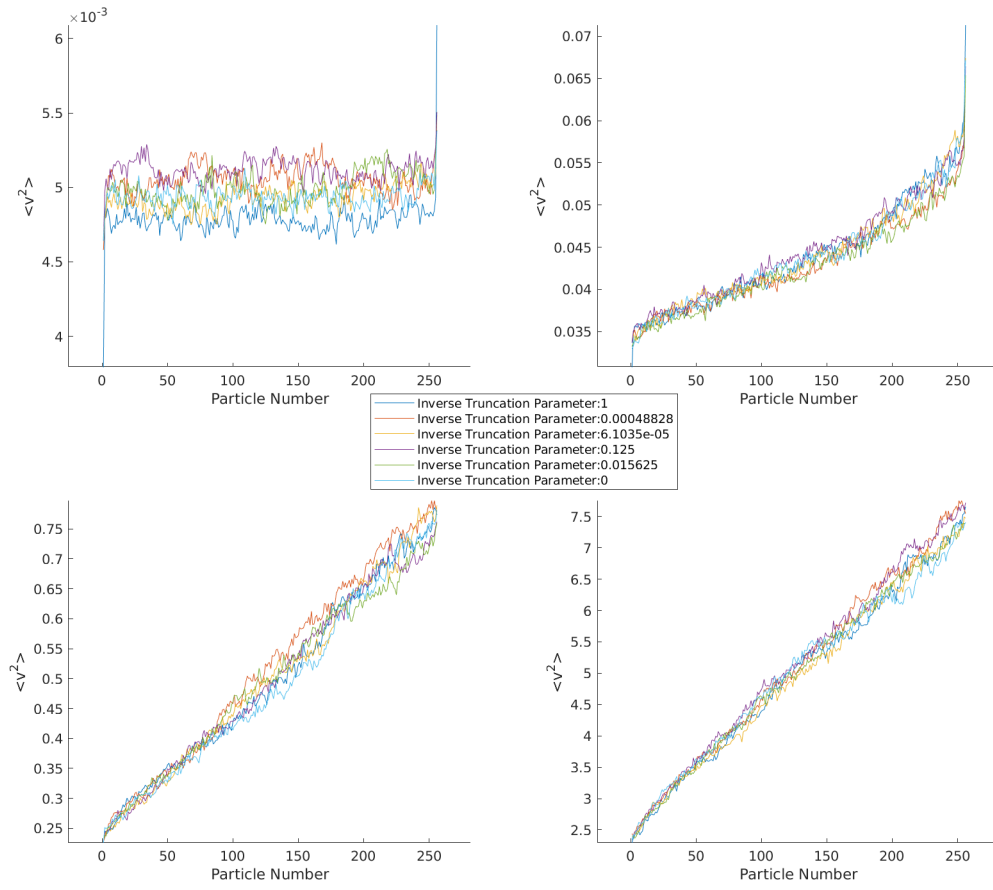 ×10⁻³
6
5.5
5
4.5
4
<v²>
0 50 100 150 200 250
Particle Number
0.07
0.065
0.06
0.055
0.05
0.045
0.04
0.035
<v²>
0 50 100 150 200 250
Particle Number
Inverse Truncation Parameter:1
Inverse Truncation Parameter:0.00048828
Inverse Truncation Parameter:6.1035e-05
Inverse Truncation Parameter:0.125
Inverse Truncation Parameter:0.015625
Inverse Truncation Parameter:0
0.75
0.7
0.65
0.6
0.55
0.5
0.45
0.4
0.35
0.3
0.25
<v²>
0 50 100 150 200 250
Particle Number
7.5
7
6.5
6
5.5
5
4.5
4
3.5
3
2.5
<v²>
0 50 100 150 200 250
Particle Number